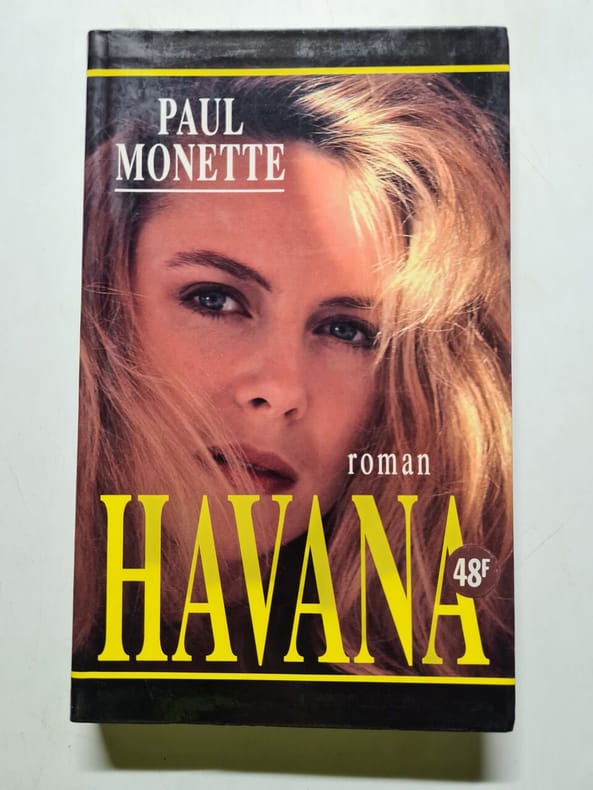 PAUL
MONETTE
roman
HAVANA
48F